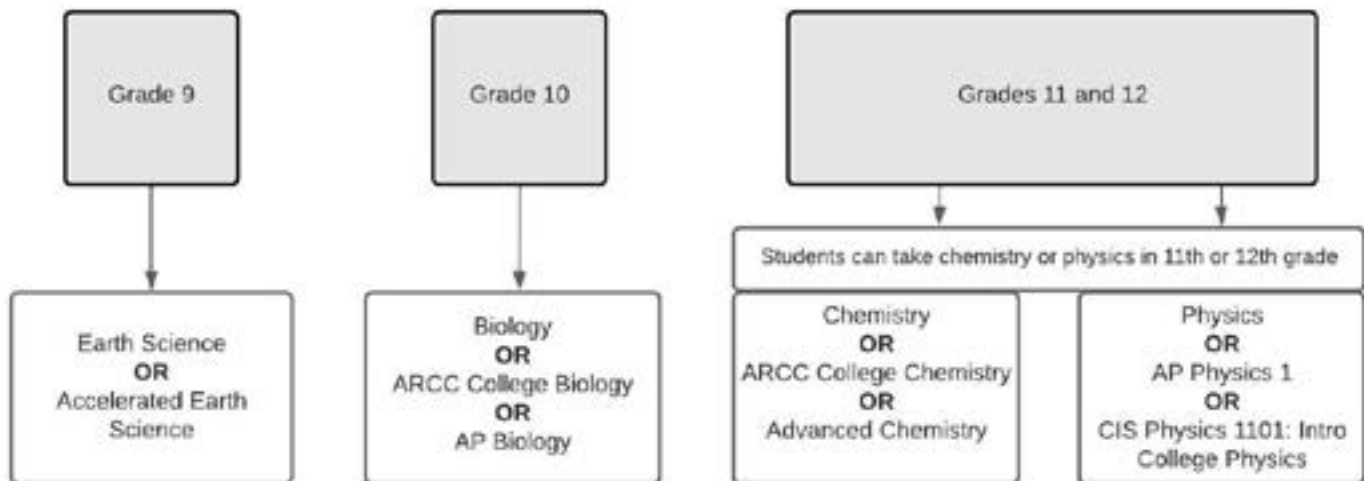 Grade 9
Grade 10
Grades 11 and 12
Students can take chemistry or physics in 11th or 12th grade
Earth Science
OR
Accelerated Earth
Science
Biology
OR
ARCC College Biology
OR
AP Biology
Chemistry
OR
ARCC College Chemistry
OR
Advanced Chemistry
Physics
OR
AP Physics 1
OR
CIS Physics 1101: Intro
College Physics